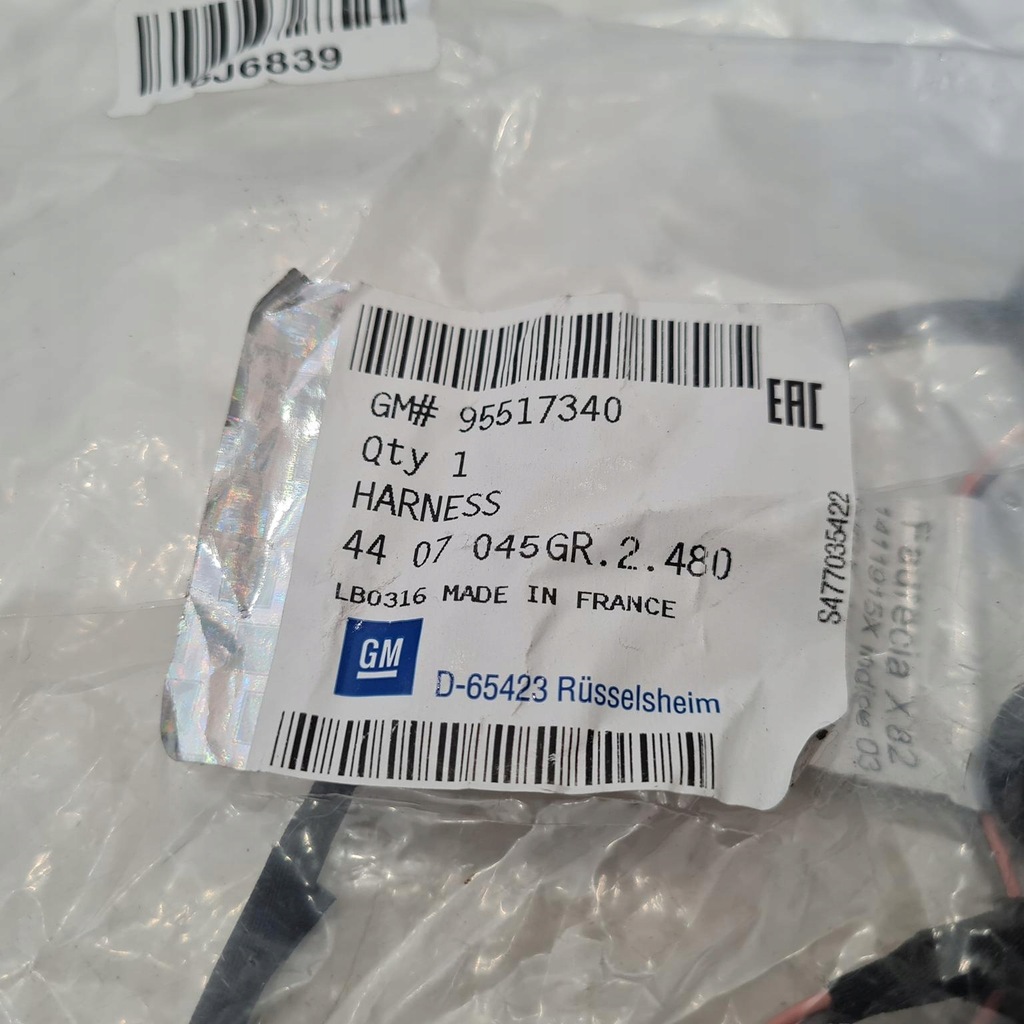 J6839
GM# 95517340
EAC
Qty 1
HARNESS
44 07 045GR.2.480
LB0316 MADE IN FRANCE
GM
D-65423 Rüsselsheim
S477035422
Faurecia X82
Indice 03